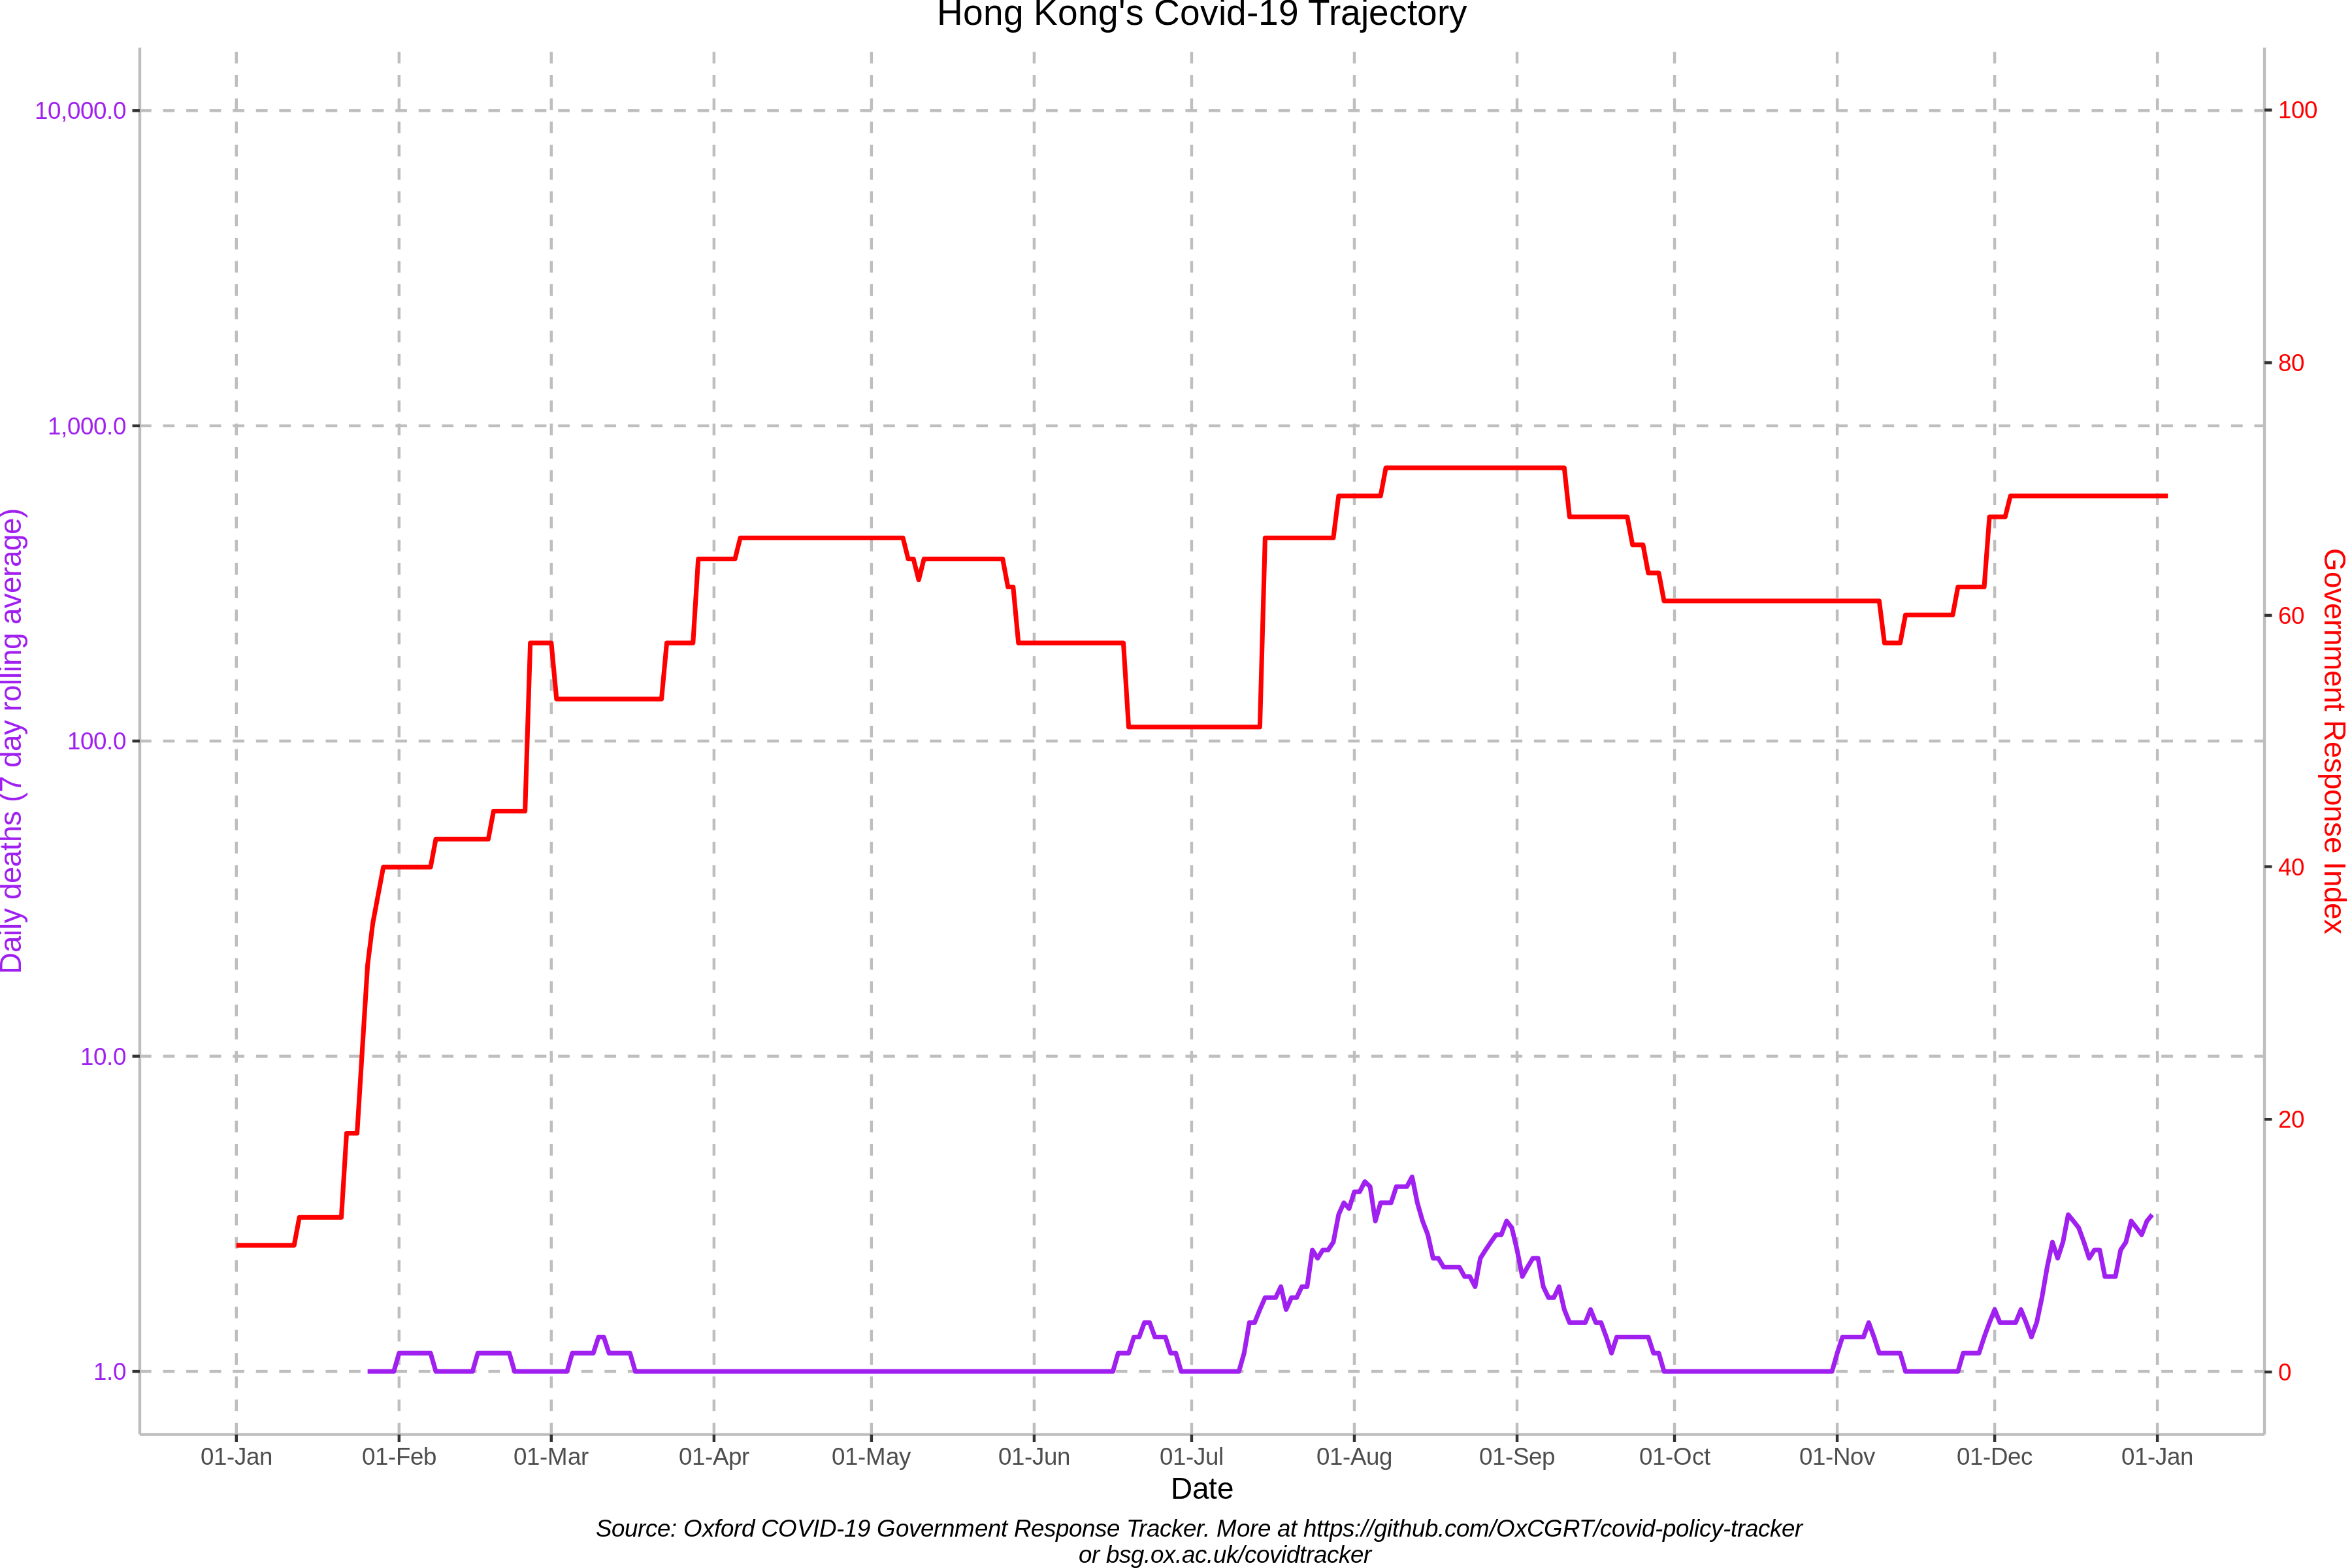 Hong Kong's Covid-19 Trajectory
10,000.0
1,000.0
100.0
10.0
1.0
Daily deaths (7 day rolling average)
100
80
60
40
20
0
Government Response Index
01-Jan 01-Feb 01-Mar 01-Apr 01-May 01-Jun 01-Jul 01-Aug 01-Sep 01-Oct 01-Nov 01-Dec 01-Jan
Date
Source: Oxford COVID-19 Government Response Tracker. More at https://github.com/OxCGRT/covid-policy-tracker
or bsg.ox.ac.uk/covidtracker